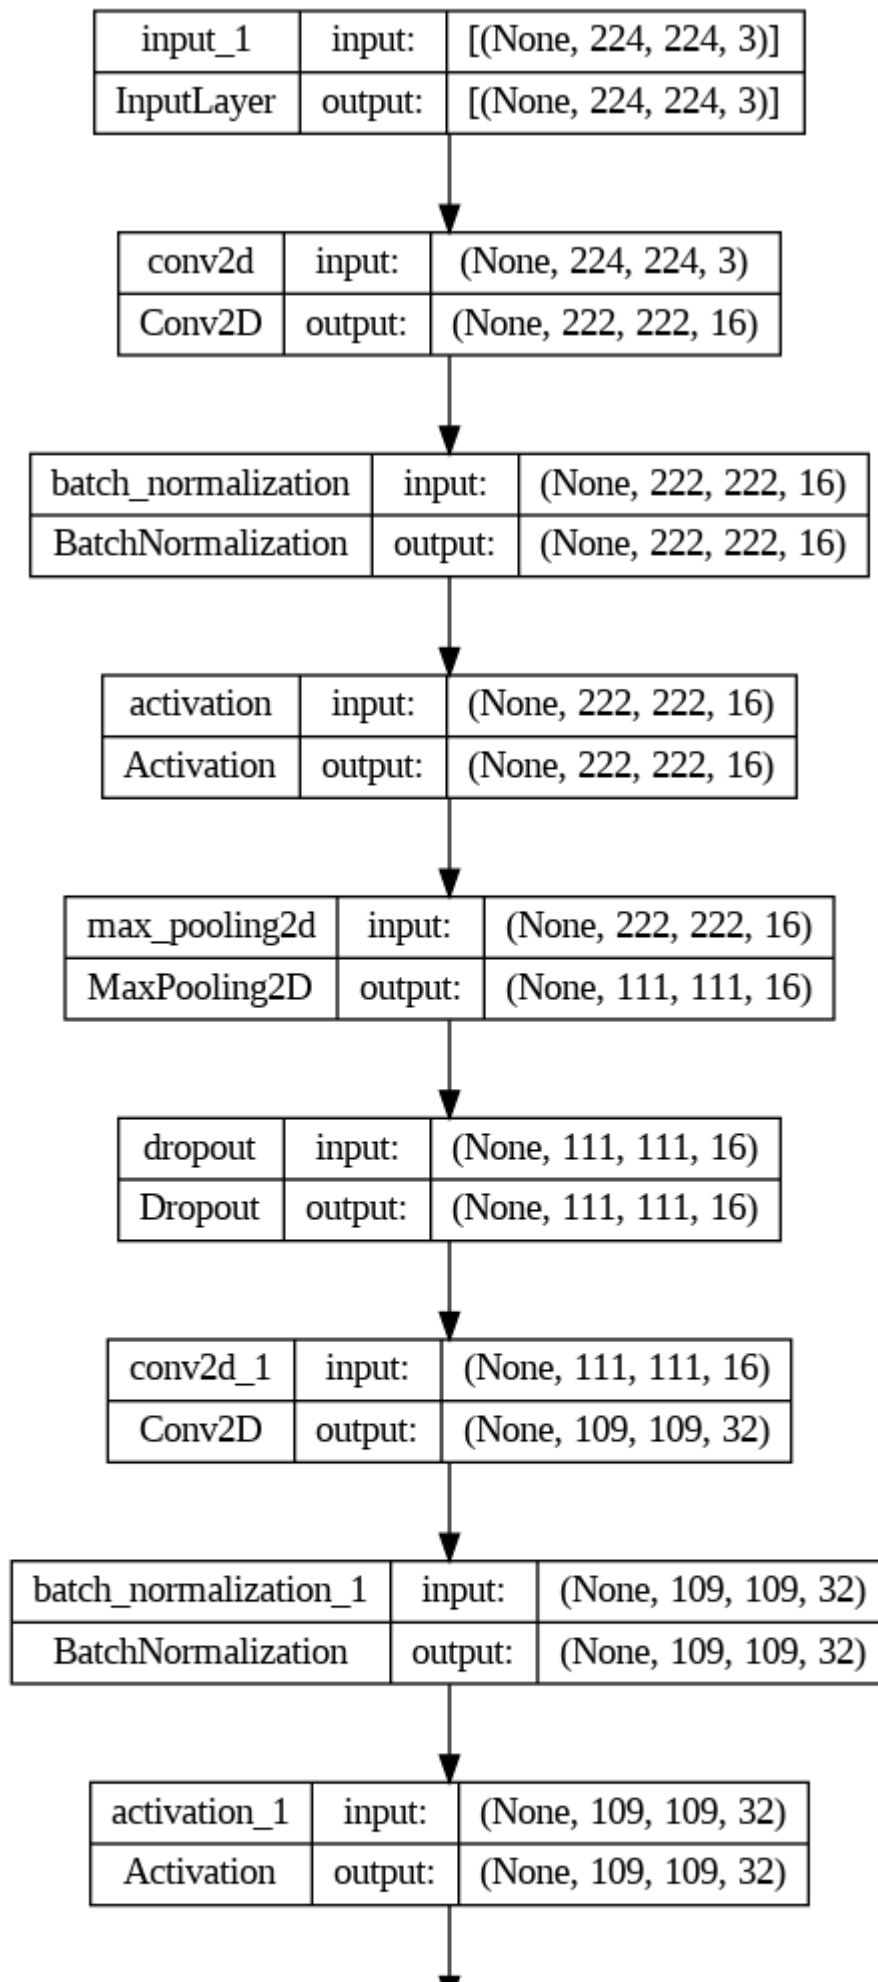 input_1 input: [(None, 224, 224, 3)]
InputLayer output: [(None, 224, 224, 3)]
conv2d input: (None, 224, 224, 3)
Conv2D output: (None, 222, 222, 16)
batch_normalization input: (None, 222, 222, 16)
BatchNormalization output: (None, 222, 222, 16)
activation input: (None, 222, 222, 16)
Activation output: (None, 222, 222, 16)
max_pooling2d input: (None, 222, 222, 16)
MaxPooling2D output: (None, 111, 111, 16)
dropout input: (None, 111, 111, 16)
Dropout output: (None, 111, 111, 16)
conv2d_1 input: (None, 111, 111, 16)
Conv2D output: (None, 109, 109, 32)
batch_normalization_1 input: (None, 109, 109, 32)
BatchNormalization output: (None, 109, 109, 32)
activation_1 input: (None, 109, 109, 32)
Activation output: (None, 109, 109, 32)